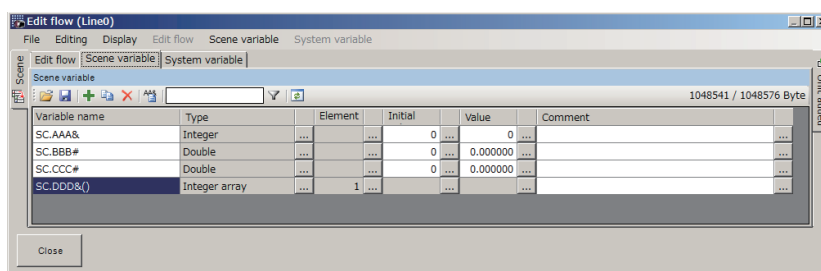 Edit flow (Line0)
File Editing Display Edit flow Scene variable System variable
Scene
Edit flow Scene variable System variable
Scene variable
1048541 / 1048576 Byte
Variable name Type Element Initial Value Comment
SC.AAA& Integer ... ... 0 ... 0 ... ...
SC.BBB# Double ... ... 0 ... 0.000000 ... ...
SC.CCC# Double ... ... 0 ... 0.000000 ... ...
SC.DDD&() Integer array ... 1 ... ... ... ...
Close